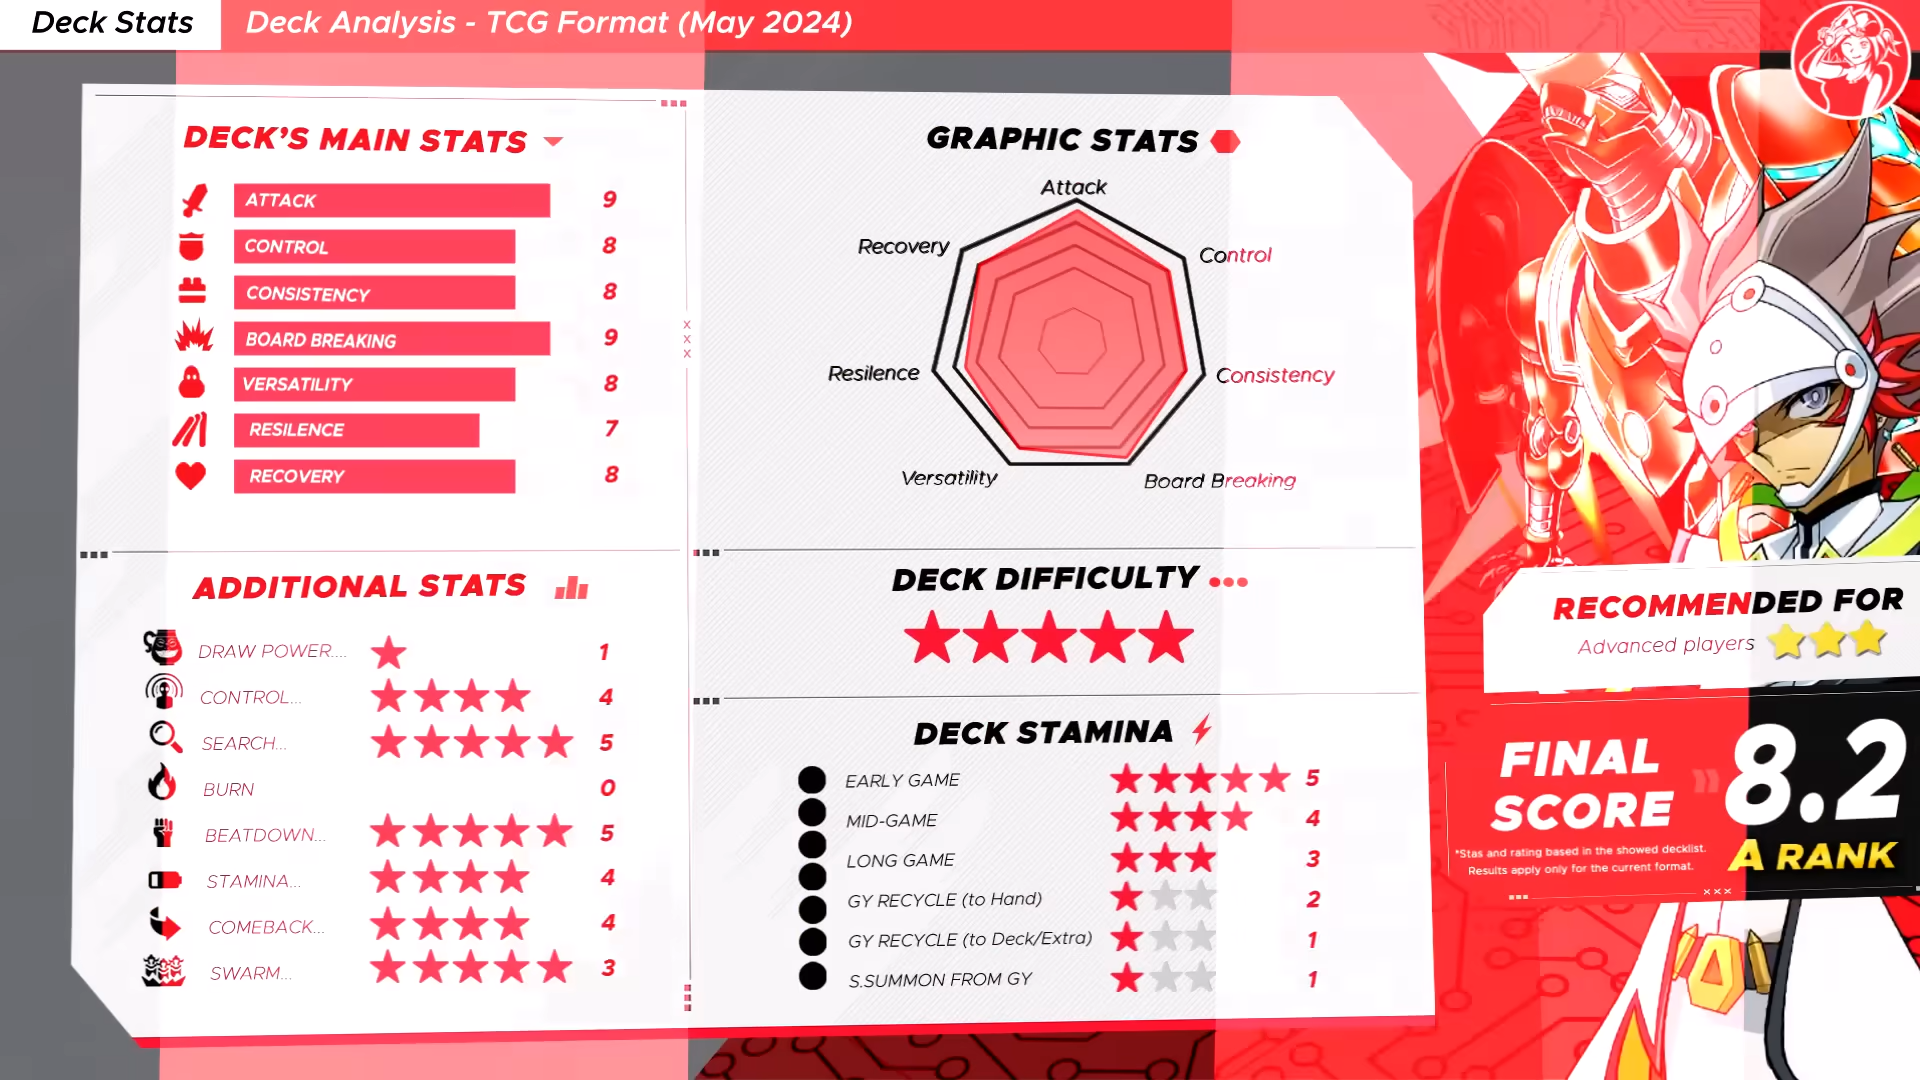 Deck Stats
Deck Analysis - TCG Format (May 2024)
DECK'S MAIN STATS
ATTACK 9
CONTROL 8
CONSISTENCY 8
BOARD BREAKING 9
VERSATILITY 8
RESILENCE 7
RECOVERY 8
GRAPHIC STATS
Attack
Recovery
Control
Resilence
Consistency
Versatility
Board Breaking
ADDITIONAL STATS
DRAW POWER.... 1
CONTROL... 4
SEARCH... 5
BURN 0
BEATDOWN... 5
STAMINA... 4
COMEBACK... 4
SWARM... 3
DECK DIFFICULTY
DECK STAMINA
EARLY GAME 5
MID-GAME 4
LONG GAME 3
GY RECYCLE (to Hand) 2
GY RECYCLE (to Deck/Extra) 1
S.SUMMON FROM GY 1
RECOMMENDED FOR
Advanced players
FINAL
SCORE
8.2
A RANK
*Stas and rating based in the showed decklist.
Results apply only for the current format.